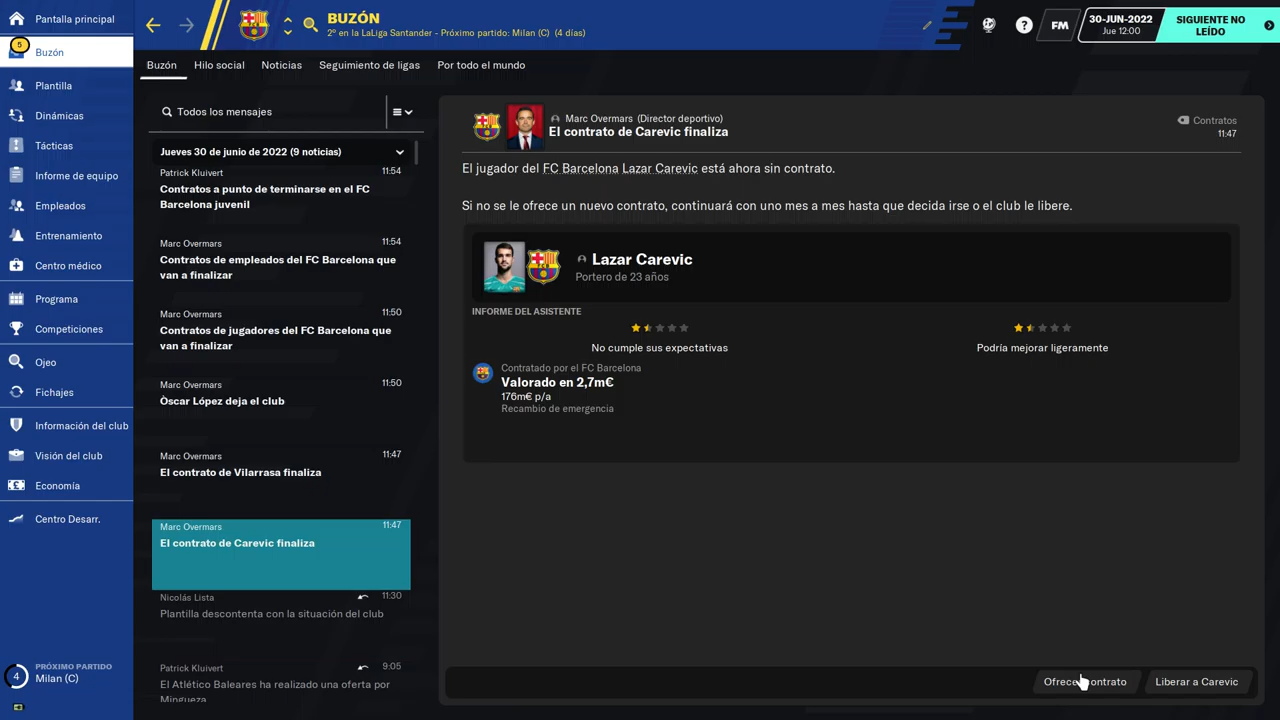 Pantalla principal
5
Buzón
Plantilla
Dinámicas
Tácticas
Informe de equipo
Empleados
Entrenamiento
Centro médico
Programa
Competiciones
Ojeo
Fichajes
Información del club
Visión del club
Economía
Centro Desarr.
4
PRÓXIMO PARTIDO
Milan (C)
BUZÓN
2º en la LaLiga Santander - Próximo partido: Milan (C) (4 días)
?
FM
30-JUN-2022
Jue 12:00
SIGUIENTE NO LEÍDO
Buzón
Hilo social
Noticias
Seguimiento de ligas
Por todo el mundo
Todos los mensajes
Jueves 30 de junio de 2022 (9 noticias)
Patrick Kluivert 11:54
Contratos a punto de terminarse en el FC
Barcelona juvenil
Marc Overmars 11:54
Contratos de empleados del FC Barcelona que
van a finalizar
Marc Overmars 11:50
Contratos de jugadores del FC Barcelona que
van a finalizar
Marc Overmars 11:50
Òscar López deja el club
Marc Overmars 11:47
El contrato de Vilarrasa finaliza
Marc Overmars 11:47
El contrato de Carevic finaliza
Nicolás Lista 11:30
Plantilla descontenta con la situación del club
Patrick Kluivert 9:05
El Atlético Baleares ha realizado una oferta por
Mingueza
Marc Overmars (Director deportivo)
El contrato de Carevic finaliza
Contratos
11:47
El jugador del FC Barcelona Lazar Carevic está ahora sin contrato.
Si no se le ofrece un nuevo contrato, continuará con uno mes a mes hasta que decida irse o el club le libere.
Lazar Carevic
Portero de 23 años
INFORME DEL ASISTENTE
No cumple sus expectativas
Podría mejorar ligeramente
Contratado por el FC Barcelona
Valorado en 2,7m€
176m€ p/a
Recambio de emergencia
Liberar a Carevic